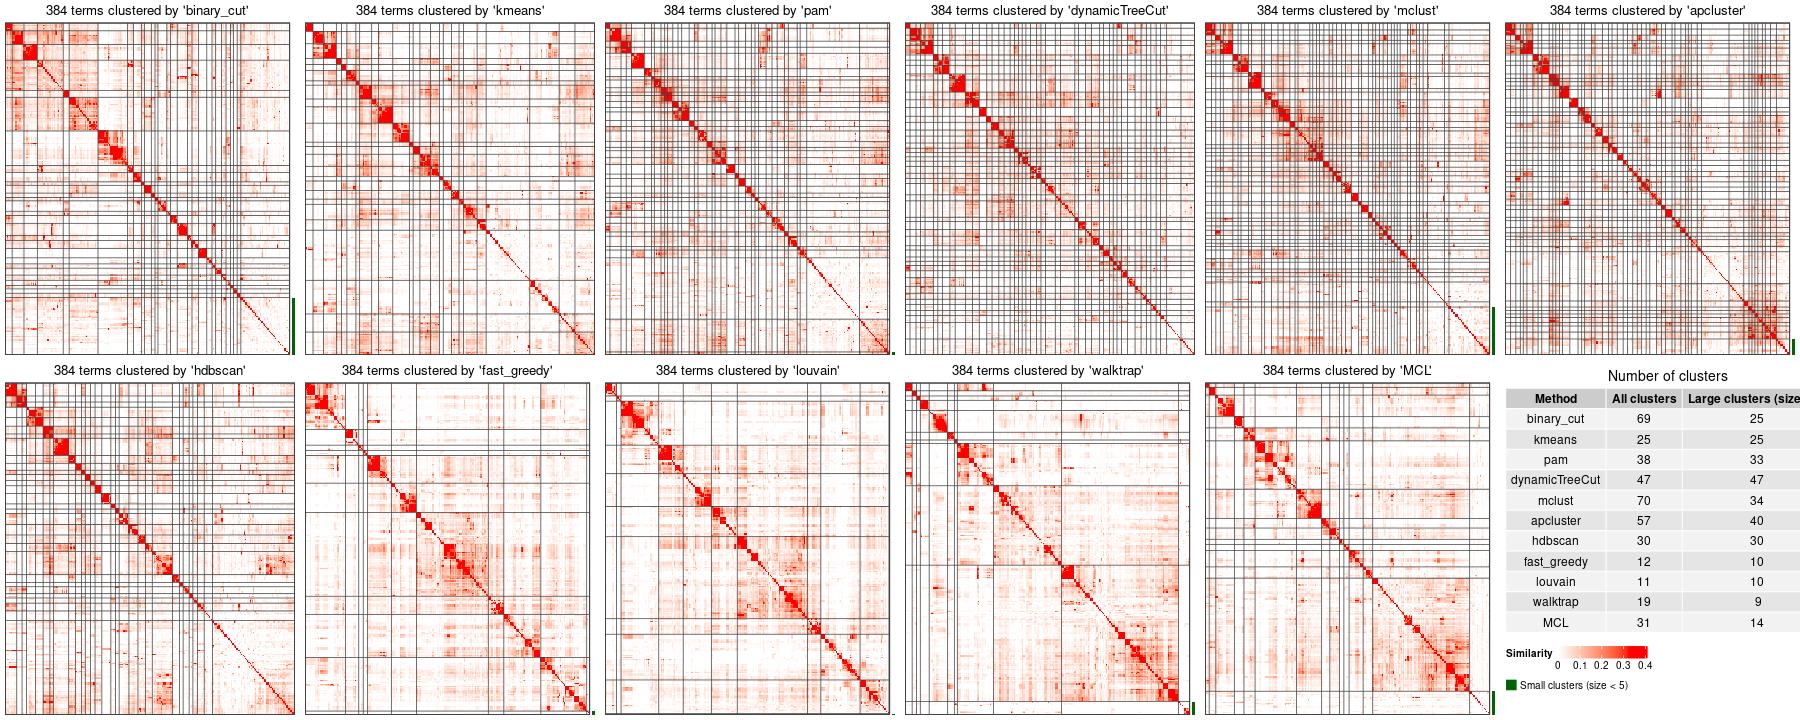 384 terms clustered by 'binary_cut'
384 terms clustered by 'kmeans'
384 terms clustered by 'pam'
384 terms clustered by 'dynamicTreeCut'
384 terms clustered by 'mclust'
384 terms clustered by 'apcluster'
384 terms clustered by 'hdbscan'
384 terms clustered by 'fast_greedy'
384 terms clustered by 'louvain'
384 terms clustered by 'walktrap'
384 terms clustered by 'MCL'
Number of clusters
Method All clusters Large clusters (size
binary_cut 69 25
kmeans 25 25
pam 38 33
dynamicTreeCut 47 47
mclust 70 34
apcluster 57 40
hdbscan 30 30
fast_greedy 12 10
louvain 11 10
walktrap 19 9
MCL 31 14
Similarity
0 0.1 0.2 0.3 0.4
Small clusters (size < 5)